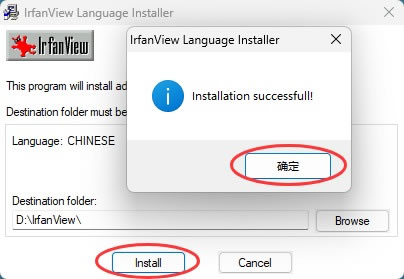 IrfanView Language Installer
IrfanView
This program will install ad
Destination folder must be
Language: CHINESE
Destination folder:
D:\IrfanView\
Browse
Install
Cancel
IrfanView Language Installer
Installation successfull!
确定